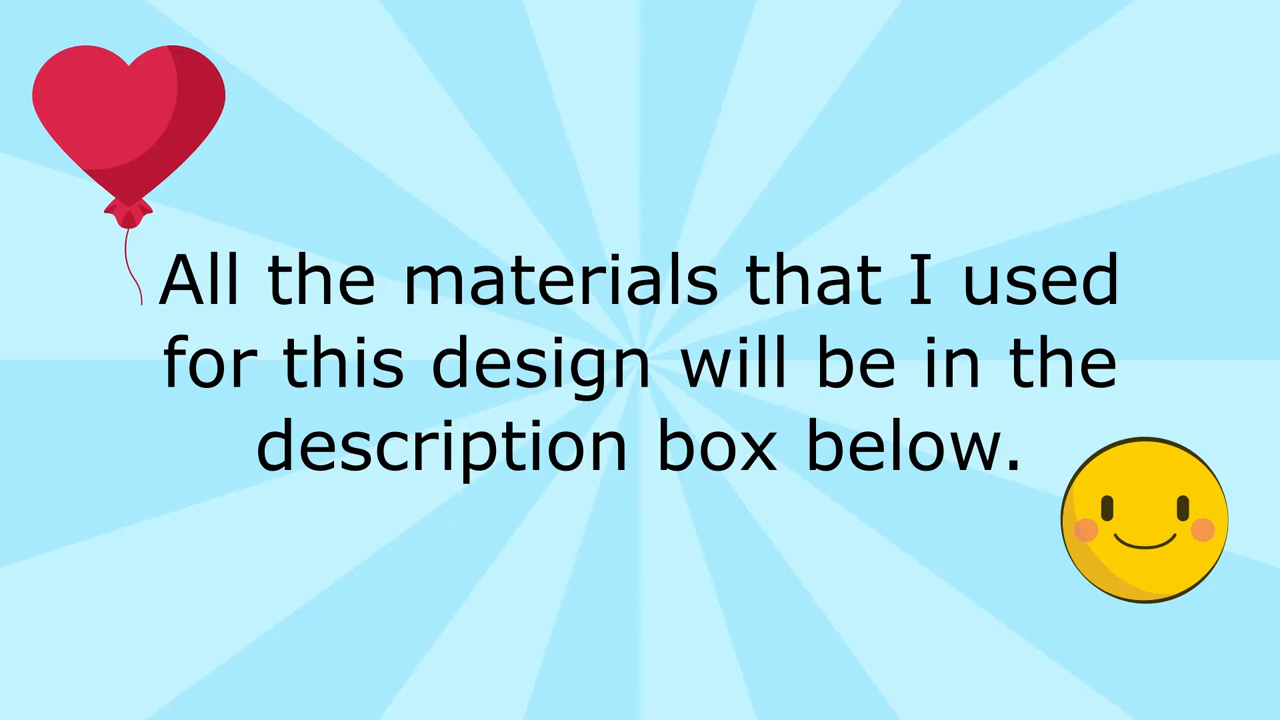 All the materials that I used
for this design will be in the
description box below.